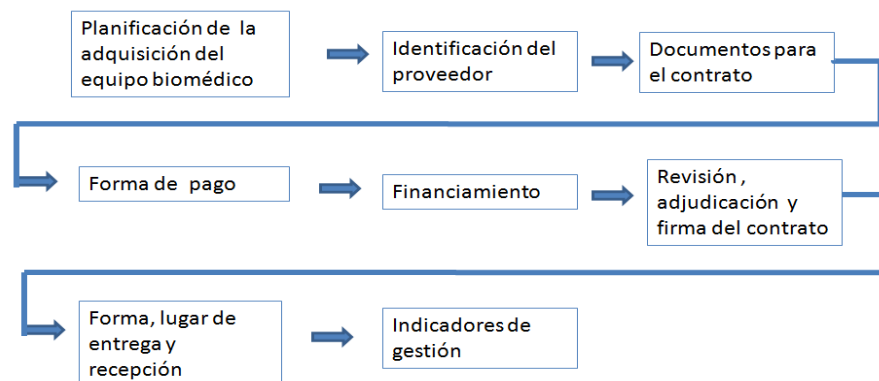 Planificación de la
adquisición del
equipo biomédico
Identificación del
proveedor
Documentos para
el contrato
Forma de pago
Financiamiento
Revisión ,
adjudicación y
firma del contrato
Forma, lugar de
entrega y
recepción
Indicadores de
gestión